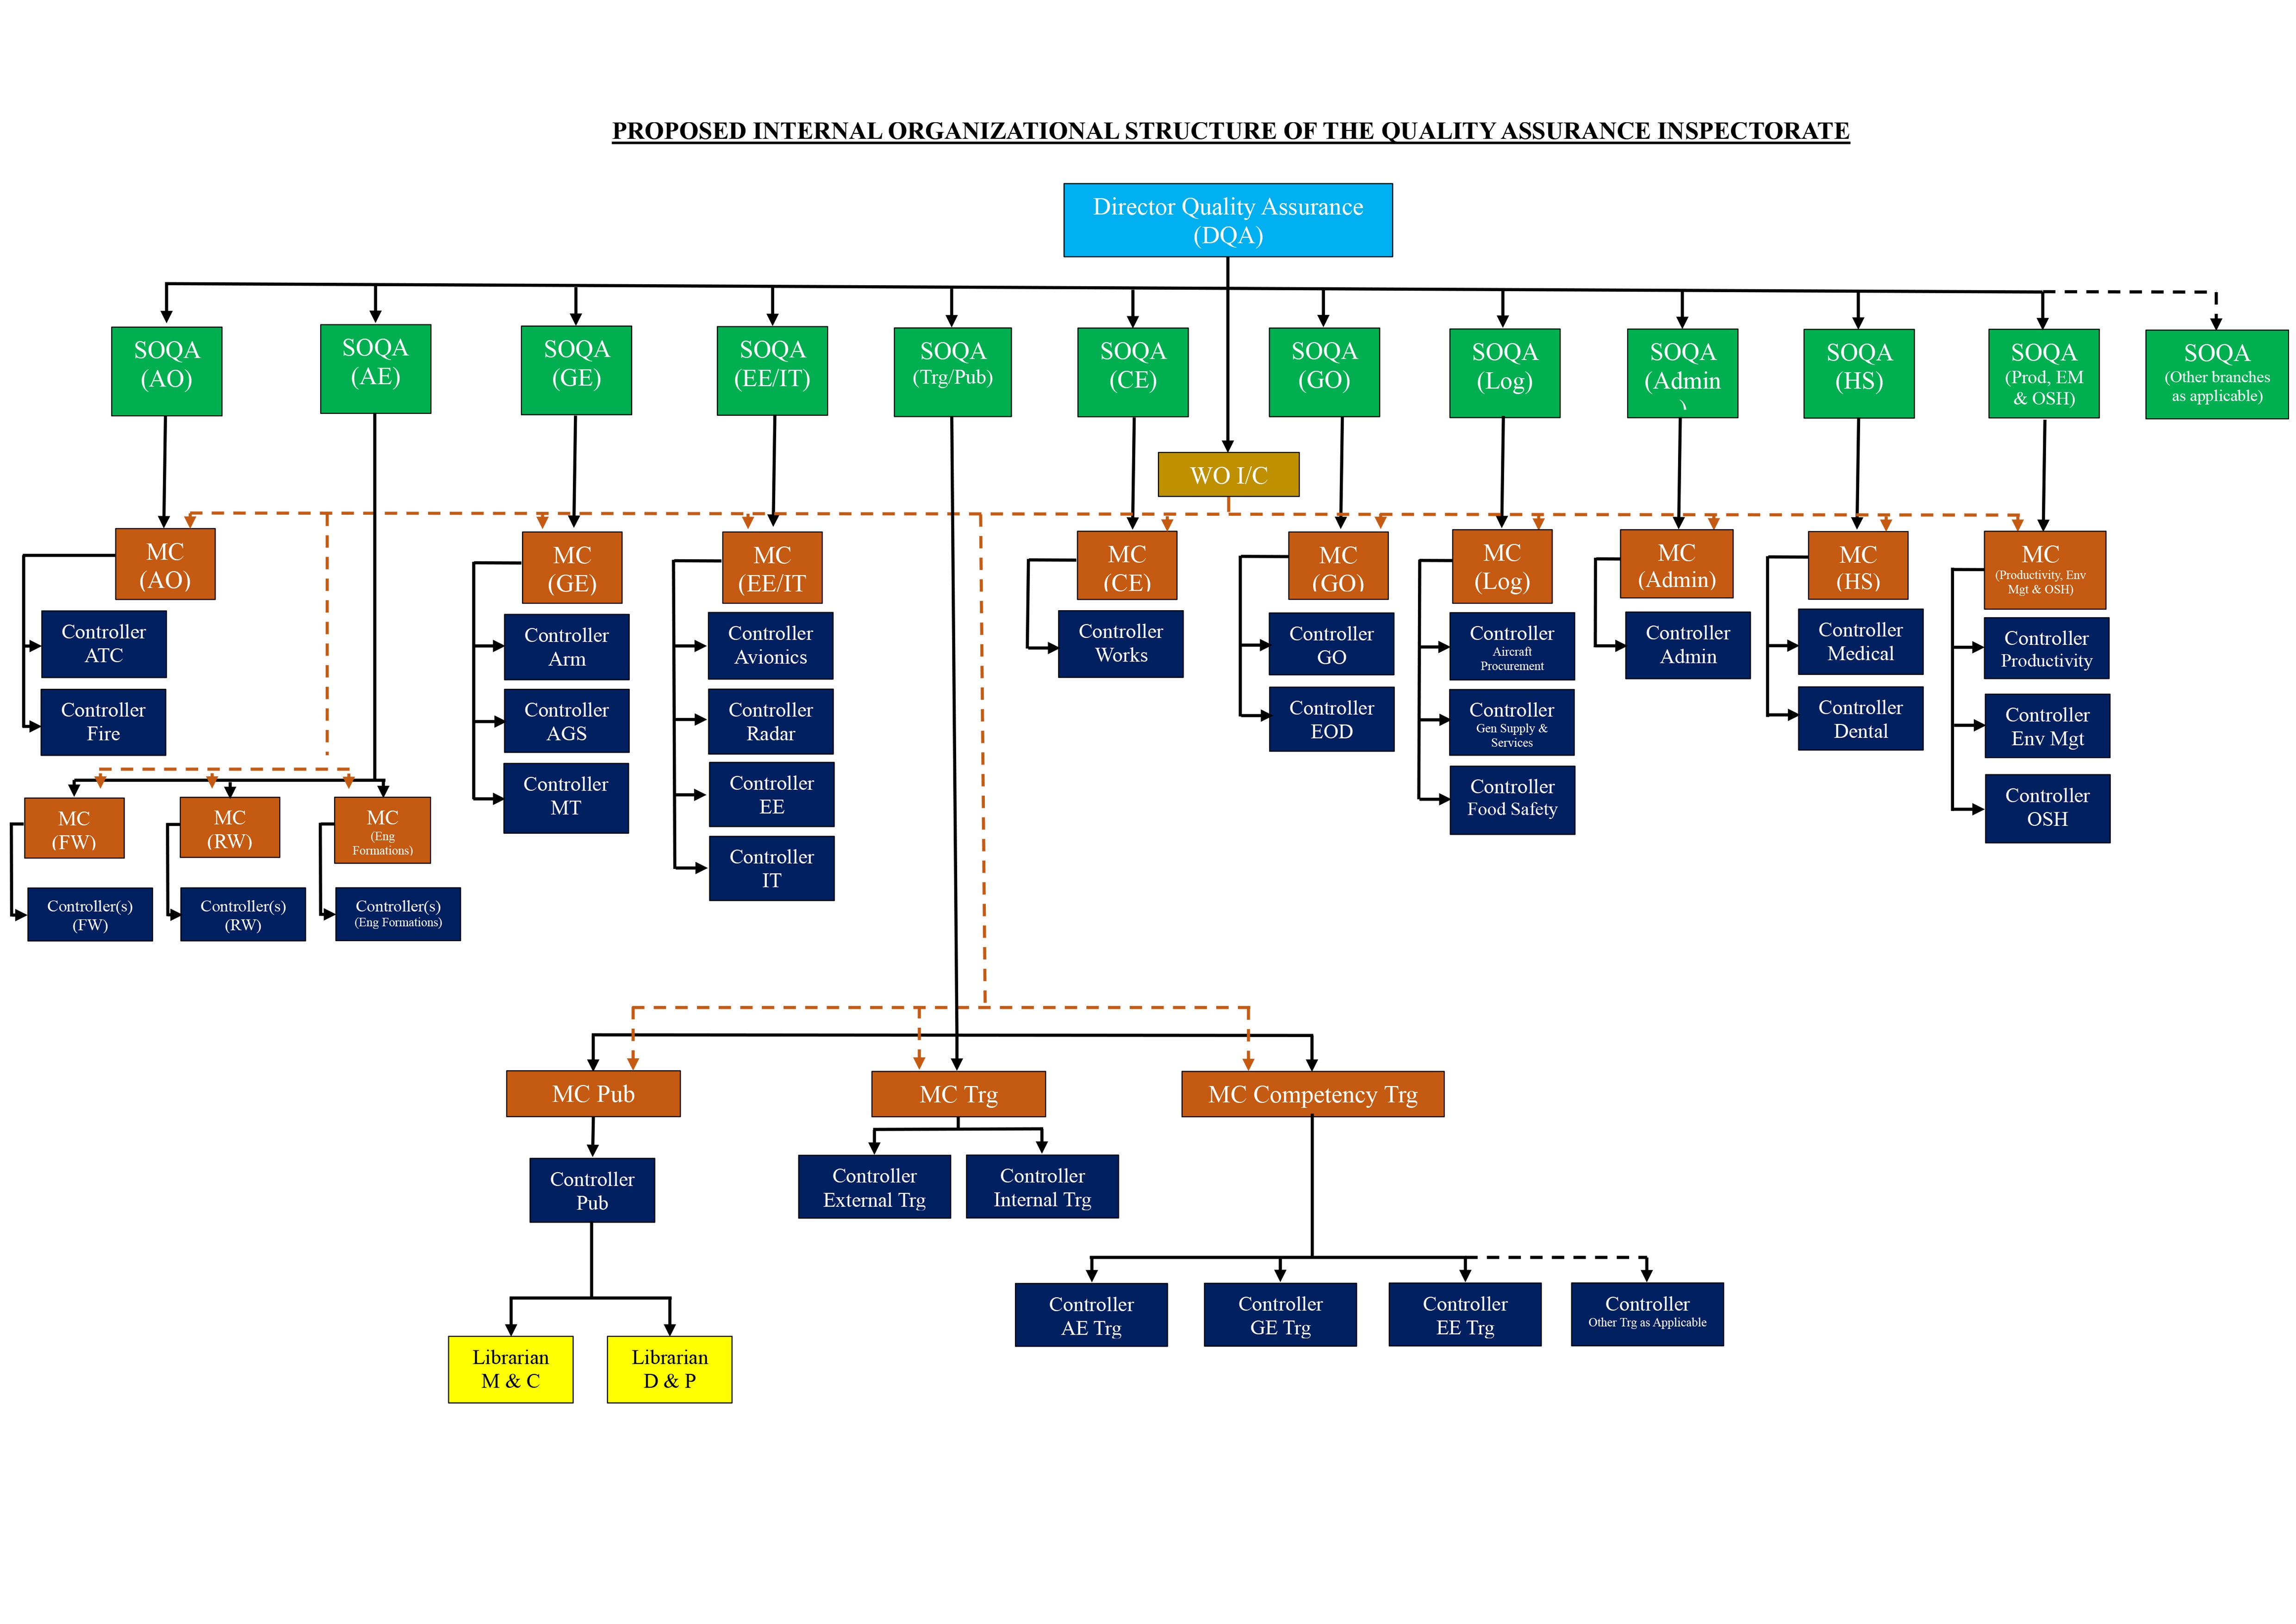 PROPOSED INTERNAL ORGANIZATIONAL STRUCTURE OF THE QUALITY ASSURANCE INSPECTORATE
Director Quality Assurance
(DQA)
SOQA
(AO)
SOQA
(AE)
SOQA
(GE)
SOQA
(EE/IT)
SOQA
(Trg/Pub)
SOQA
(CE)
SOQA
(GO)
SOQA
(Log)
SOQA
(Admin
)
SOQA
(HS)
SOQA
(Prod, EM
& OSH)
SOQA
(Other branches
as applicable)
WO I/C
MC
(AO)
MC
(GE)
MC
(EE/IT
MC
(CE)
MC
(GO)
MC
(Log)
MC
(Admin)
MC
(HS)
MC
(Productivity, Env
Mgt & OSH)
Controller
ATC
Controller
Fire
Controller
Arm
Controller
AGS
Controller
MT
Controller
Avionics
Controller
Radar
Controller
EE
Controller
IT
Controller
Works
Controller
GO
Controller
EOD
Controller
Aircraft
Procurement
Controller
Gen Supply &
Services
Controller
Food Safety
Controller
Admin
Controller
Medical
Controller
Dental
Controller
Productivity
Controller
Env Mgt
Controller
OSH
MC
(FW)
MC
(RW)
MC
(Eng
Formations)
Controller(s)
(FW)
Controller(s)
(RW)
Controller(s)
(Eng Formations)
MC Pub
MC Trg
MC Competency Trg
Controller
Pub
Controller
External Trg
Controller
Internal Trg
Controller
AE Trg
Controller
GE Trg
Controller
EE Trg
Controller
Other Trg as Applicable
Librarian
M & C
Librarian
D & P